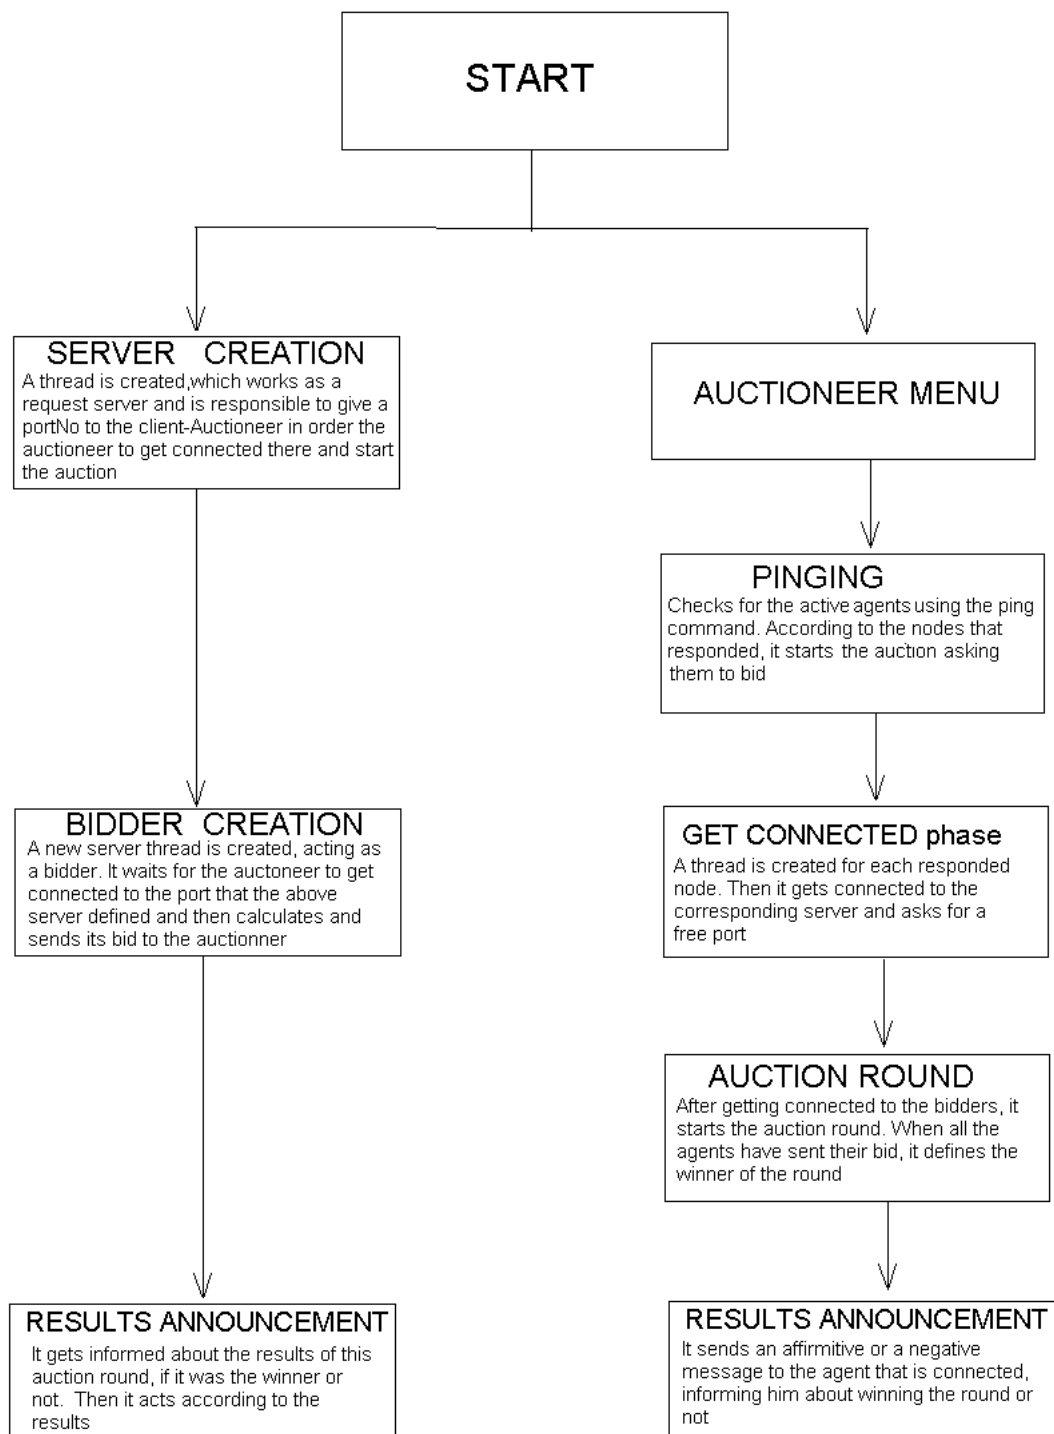 START
SERVER CREATION
A thread is created,which works as a
request server and is responsible to give a
portNo to the client-Auctioneer in order the
auctioneer to get connected there and start
the auction
BIDDER CREATION
A new server thread is created, acting as
a bidder. It waits for the auctoneer to get
connected to the port that the above
server defined and then calculates and
sends its bid to the auctionner
RESULTS ANNOUNCEMENT
It gets informed about the results of this
auction round, if it was the winner or
not. Then it acts according to the
results
AUCTIONEER MENU
PINGING
Checks for the active agents using the ping
command. According to the nodes that
responded, it starts the auction asking
them to bid
GET CONNECTED phase
A thread is created for each responded
node. Then it gets connected to the
corresponding server and asks for a
free port
AUCTION ROUND
After getting connected to the bidders, it
starts the auction round. When all the
agents have sent their bid, it defines the
winner of the round
RESULTS ANNOUNCEMENT
It sends an affirmitive or a negative
message to the agent that is connected,
informing him about winning the round or
not